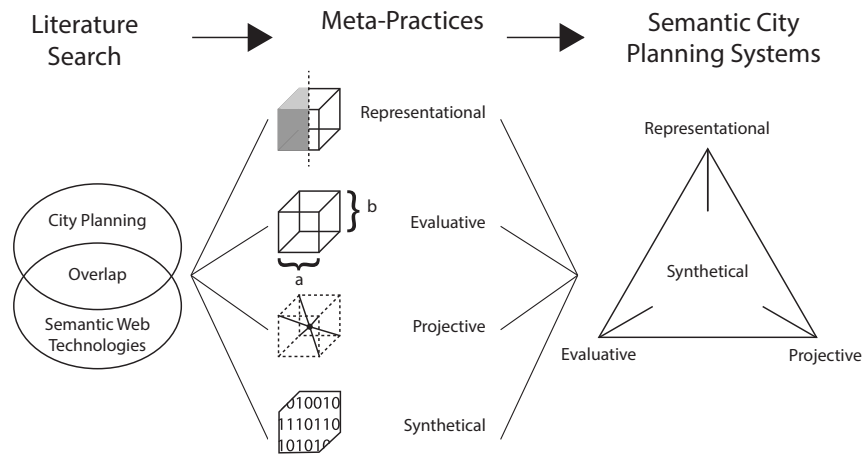 Literature
Search
Meta-Practices
Semantic City
Planning Systems
City Planning
Overlap
Semantic Web
Technologies
Representational
b
Evaluative
a
Projective
010010
1110110
10101
Synthetical
Representational
Synthetical
Evaluative
Projective